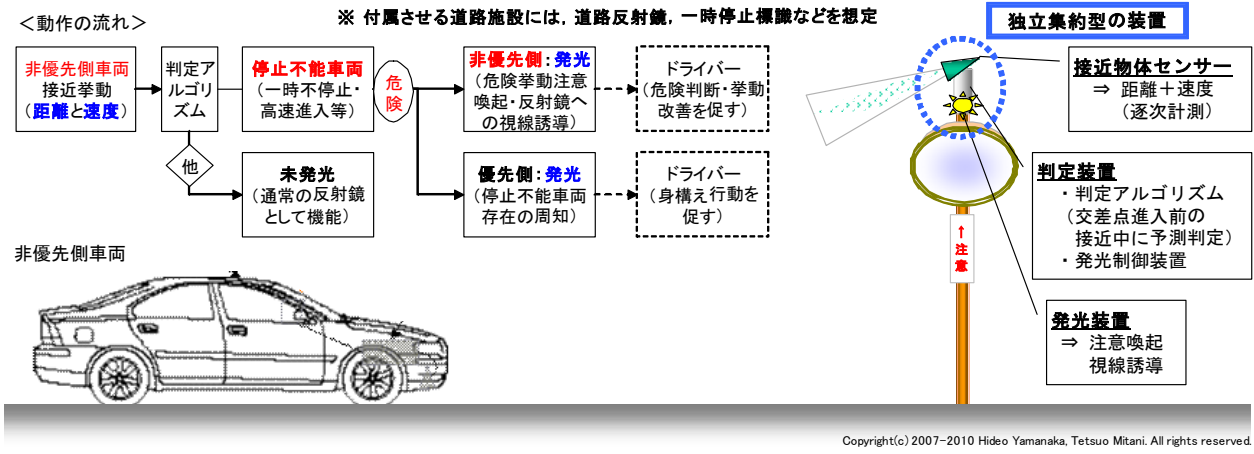 ※ 付属させる道路施設には，道路反射鏡，一時停止標識などを想定
＜動作の流れ＞
非優先側車両
接近挙動
（距離と速度）
判定ア
ルゴリ
ズム
停止不能車両
（一時不停止・
高速進入等）
危
険
非優先側：発光
（危険挙動注意
喚起・反射鏡へ
の視線誘導）
ドライバー
（危険判断・挙動
改善を促す）
他
未発光
（通常の反射鏡
として機能）
優先側：発光
（停止不能車両
存在の周知）
ドライバー
（身構え行動を
促す）
非優先側車両
独立集約型の装置
接近物体センサー
⇒ 距離＋速度
（逐次計測）
判定装置
・判定アルゴリズム
（交差点進入前の
接近中に予測判定）
・発光制御装置
↑
注
意
発光装置
⇒ 注意喚起
視線誘導
Copyright(c) 2007-2010 Hideo Yamanaka, Tetsuo Mitani. All rights reserved.